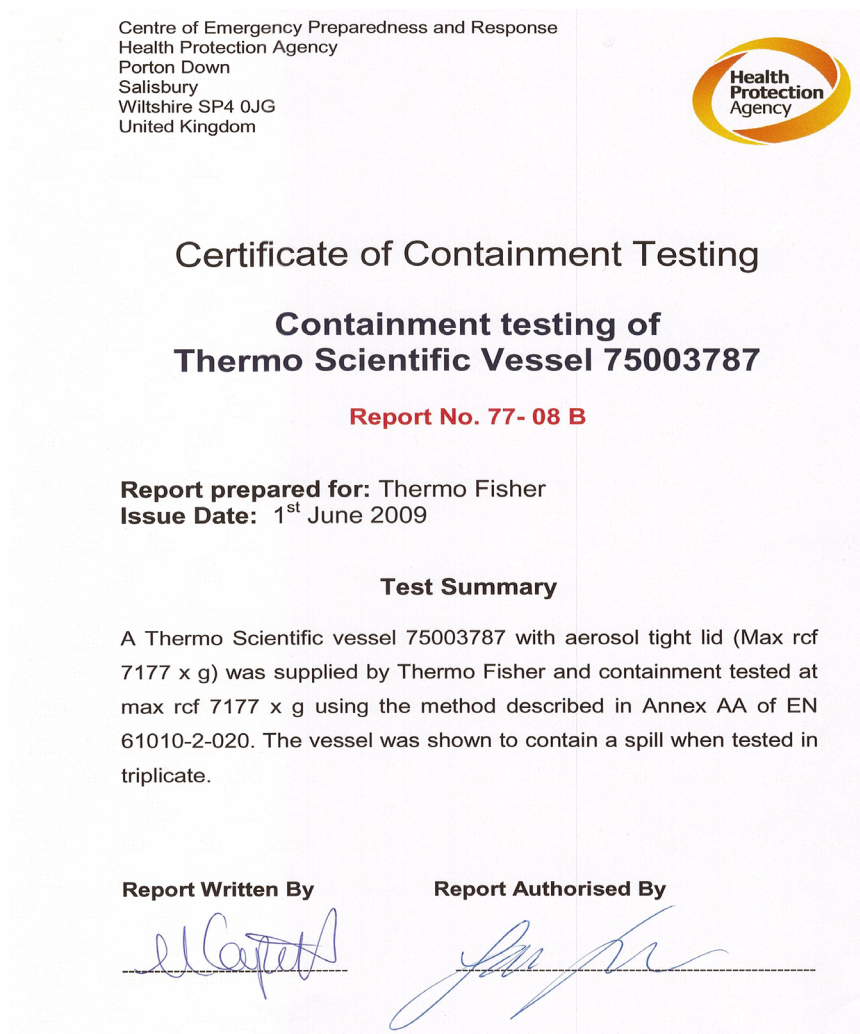 Centre of Emergency Preparedness and Response
Health Protection Agency
Porton Down
Salisbury
Wiltshire SP4 0JG
United Kingdom
Health
Protection
Agency
Certificate of Containment Testing
Containment testing of
Thermo Scientific Vessel 75003787
Report No. 77- 08 B
Report prepared for: Thermo Fisher
Issue Date: 1st June 2009
Test Summary
A Thermo Scientific vessel 75003787 with aerosol tight lid (Max rcf
7177 x g) was supplied by Thermo Fisher and containment tested at
max rcf 7177 x g using the method described in Annex AA of EN
61010-2-020. The vessel was shown to contain a spill when tested in
triplicate.
Report Written By
Report Authorised By